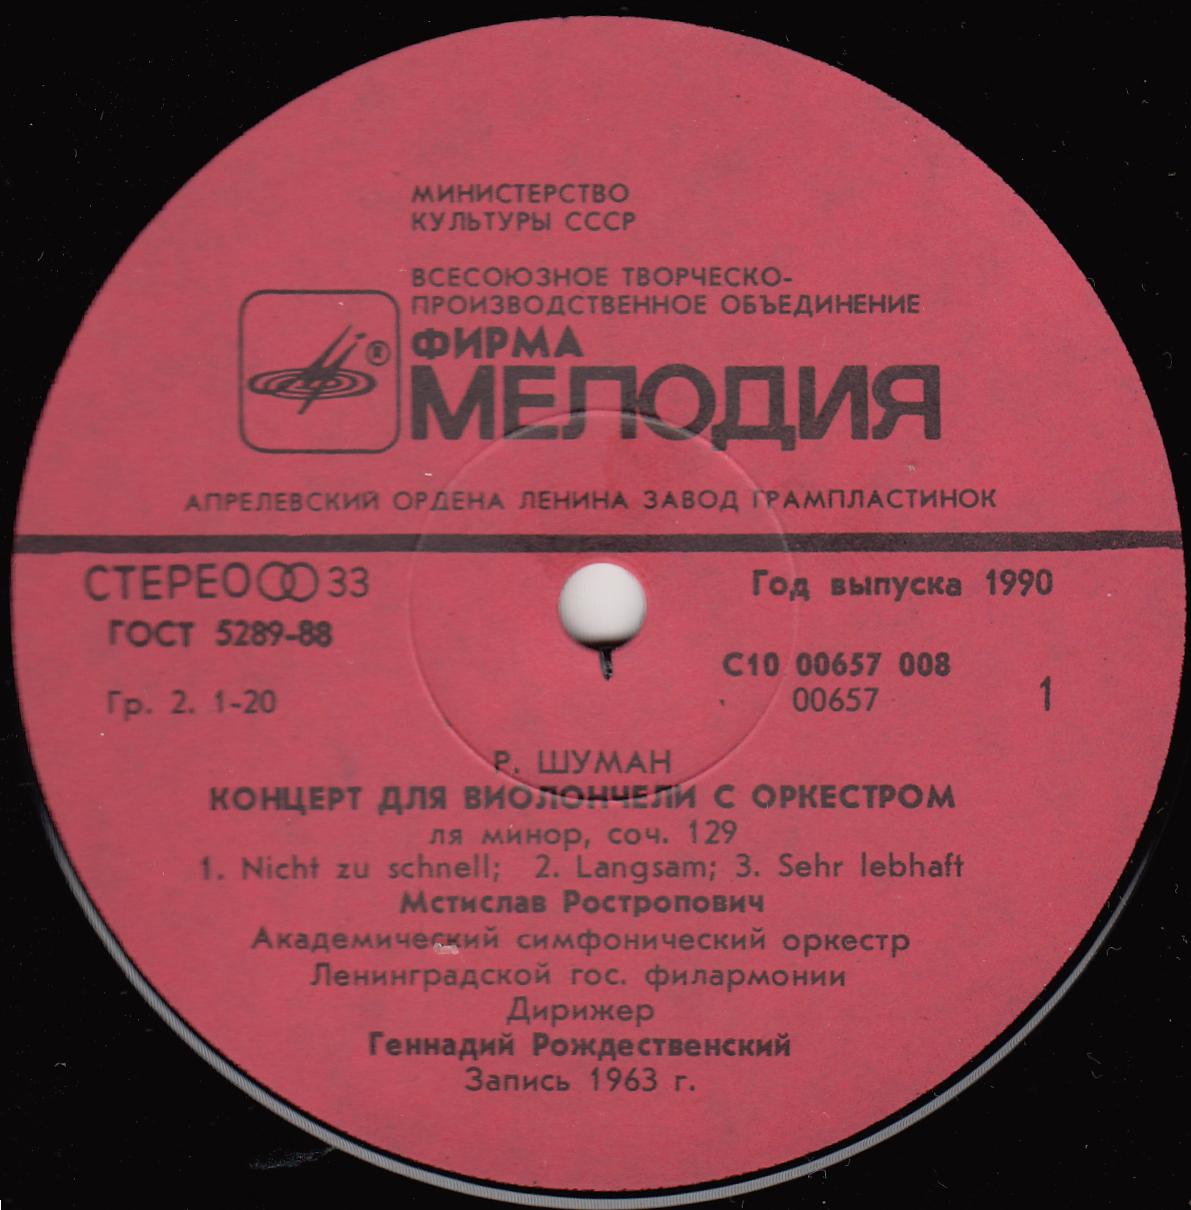 МИНИСТЕРСТВО
КУЛЬТУРЫ СССР
ВСЕСОЮЗНОЕ ТВОРЧЕСКО-
ПРОИЗВОДСТВЕННОЕ ОБЪЕДИНЕНИЕ
ФИРМА
®
МЕЛОДИЯ
АПРЕЛЕВСКИЙ ОРДЕНА ЛЕНИНА ЗАВОД ГРАМПЛАСТИНОК
СТЕРЕО 33
Год выпуска 1990
ГОСТ 5289-88
С10 00657 008
Гр. 2. 1-20
00657
1
Р. ШУМАН
КОНЦЕРТ ДЛЯ ВИОЛОНЧЕЛИ С ОРКЕСТРОМ
ля минор, соч. 129
1. Nicht zu schnell; 2. Langsam; 3. Sehr lebhaft
Мстислав Ростропович
Академический симфонический оркестр
Ленинградской гос. филармонии
Дирижер
Геннадий Рождественский
Запись 1963 г.